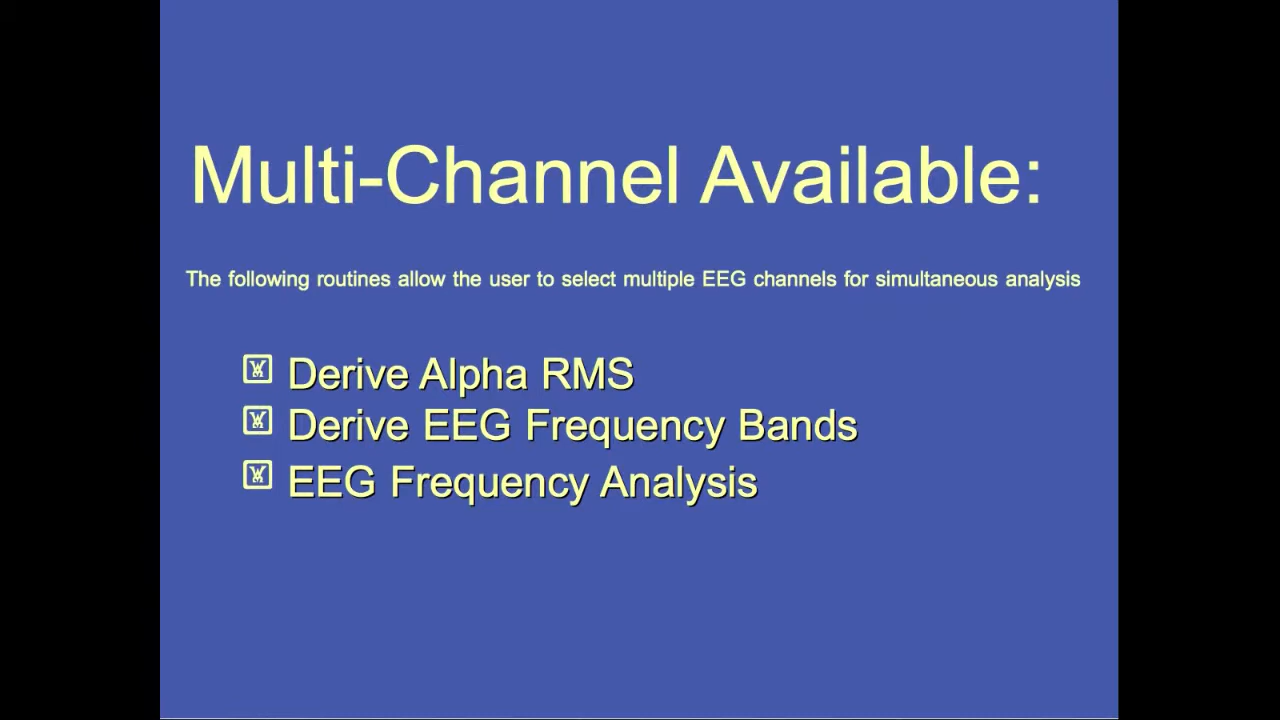 Multi-Channel Available:
The following routines allow the user to select multiple EEG channels for simultaneous analysis
Derive Alpha RMS
Derive EEG Frequency Bands
EEG Frequency Analysis